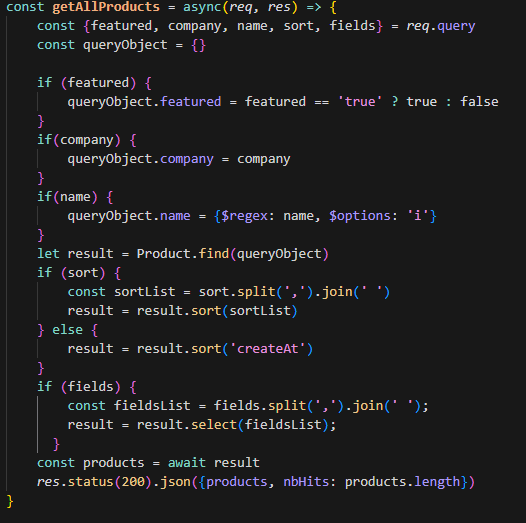 const getAllProducts = async(req, res) => {
    const {featured, company, name, sort, fields} = req.query
    const queryObject = {}

    if (featured) {
        queryObject.featured = featured == 'true' ? true : false
    }
    if(company) {
        queryObject.company = company
    }
    if(name) {
        queryObject.name = {$regex: name, $options: 'i'}
    }
    let result = Product.find(queryObject)
    if (sort) {
        const sortList = sort.split(',').join(' ')
        result = result.sort(sortList)
    } else {
        result = result.sort('createAt')
    }
    if (fields) {
        const fieldsList = fields.split(',').join(' ');
        result = result.select(fieldsList);
      }
    const products = await result
    res.status(200).json({products, nbHits: products.length})
}